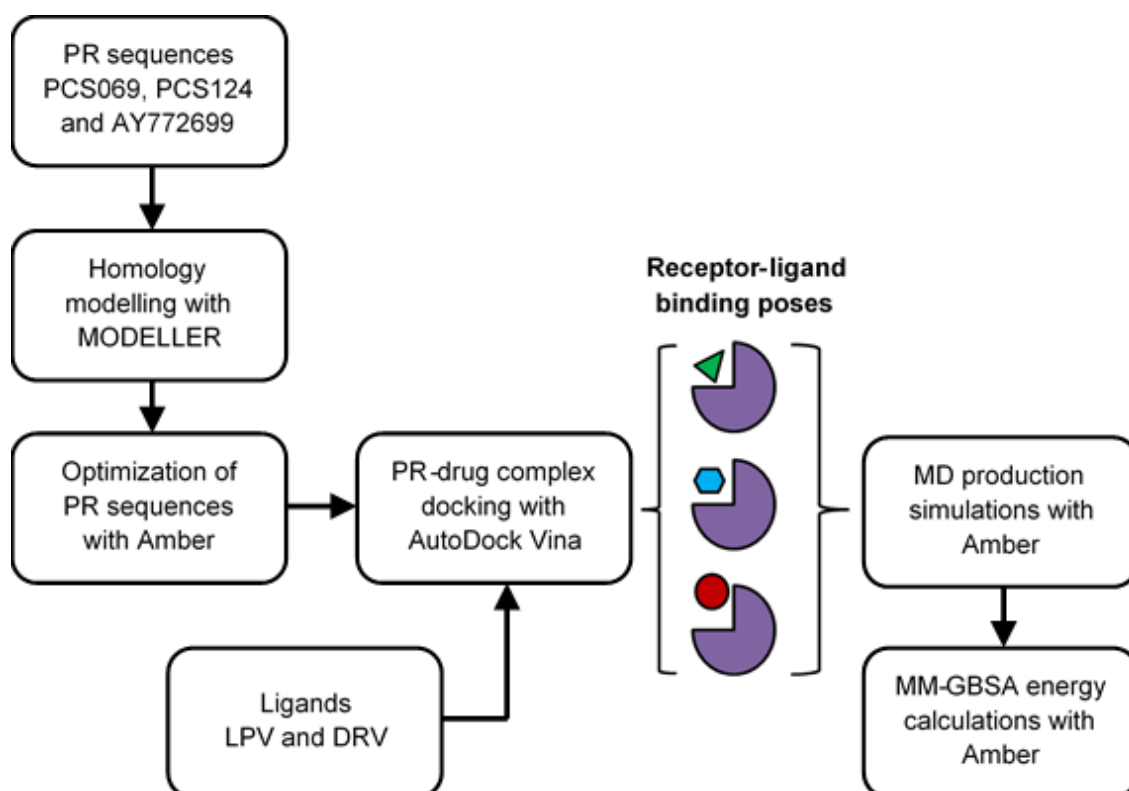 PR sequences
PCS069, PCS124
and AY772699
Homology
modelling with
MODELLER
Optimization of
PR sequences
with Amber
PR-drug complex
docking with
AutoDock Vina
Ligands
LPV and DRV
Receptor-ligand
binding poses
MD production
simulations with
Amber
MM-GBSA energy
calculations with
Amber